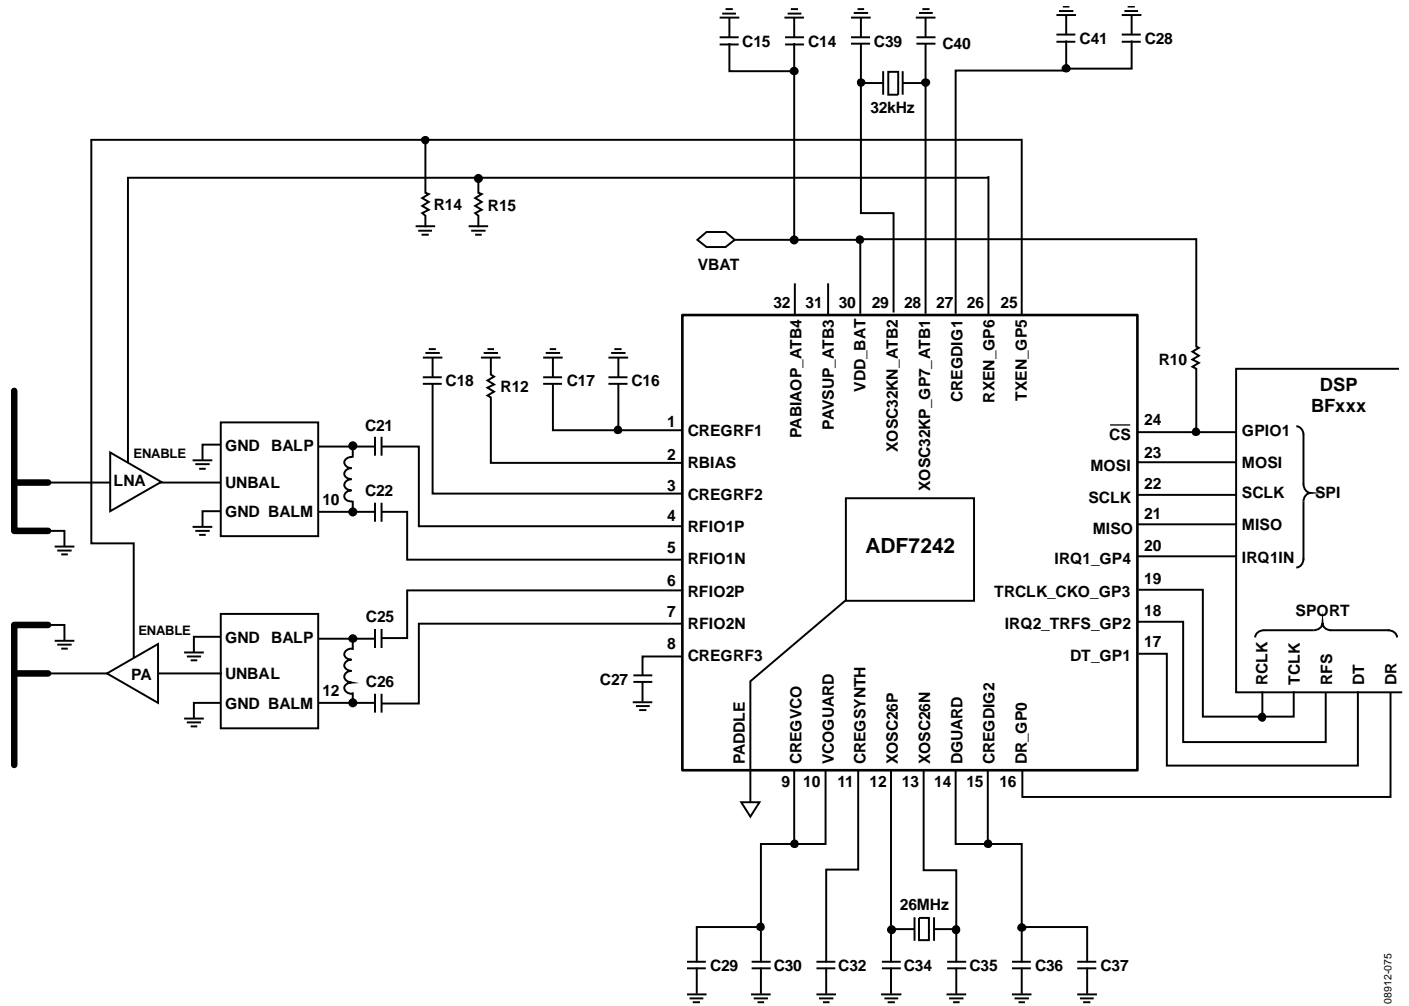 C15
C14
C39
C40
C41
C28
32kHz
R14
R15
VBAT
32
31
30
29
28
27
26
25
PABIAOP_ATB4
PAVSUP_ATB3
VDD_BAT
XOSC32KN_ATB2
XOSC32KP_GP7_ATB1
CREGDIG1
RXEN_GP6
TXEN_GP5
R10
C18
R12
C17
C16
DSP
BFxxx
1
CREGRF1
2
RBIAS
3
CREGRF2
4
RFIO1P
5
RFIO1N
6
RFIO2P
7
RFIO2N
8
CREGRF3
24
CS
23
MOSI
22
SCLK
21
MISO
20
IRQ1_GP4
19
TRCLK_CKO_GP3
18
IRQ2_TRFS_GP2
17
DT_GP1
GPIO1
MOSI
SCLK
MISO
IRQ1IN
SPI
SPORT
RCLK
TCLK
RFS
DT
DR
ADF7242
ENABLE
LNA
GND BALP
UNBAL
GND BALM
10
C21
C22
ENABLE
PA
GND BALP
UNBAL
GND BALM
12
C25
C26
C27
PADDLE
CREGVCO
VCOGUARD
CREGSYNTH
XOSC26P
XOSC26N
DGUARD
CREGDIG2
DR_GP0
9
10
11
12
13
14
15
16
26MHz
C29
C30
C32
C34
C35
C36
C37
08912-075